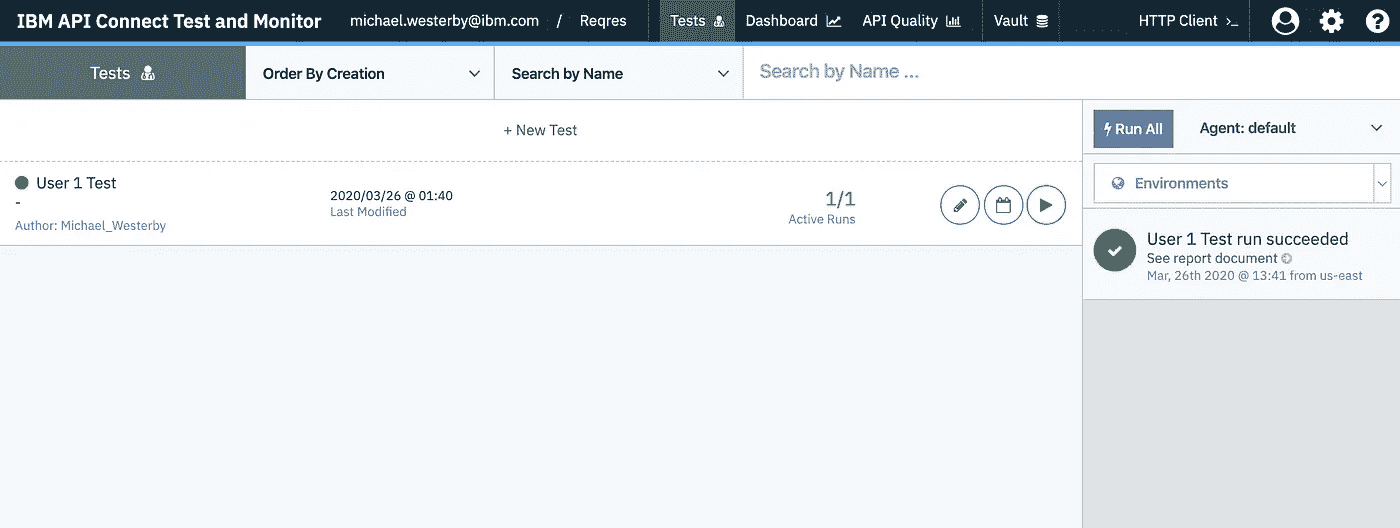 IBM API Connect Test and Monitor michael.westerby@ibm.com / Reqres Tests Dashboard API Quality Vault HTTP Client
Tests Order By Creation Search by Name Search by Name ...
+ New Test
Run All Agent: default
User 1 Test
-
Author: Michael_Westerby
2020/03/26 @ 01:40
Last Modified
1/1
Active Runs
Environments
User 1 Test run succeeded
See report document
Mar, 26th 2020 @ 13:41 from us-east